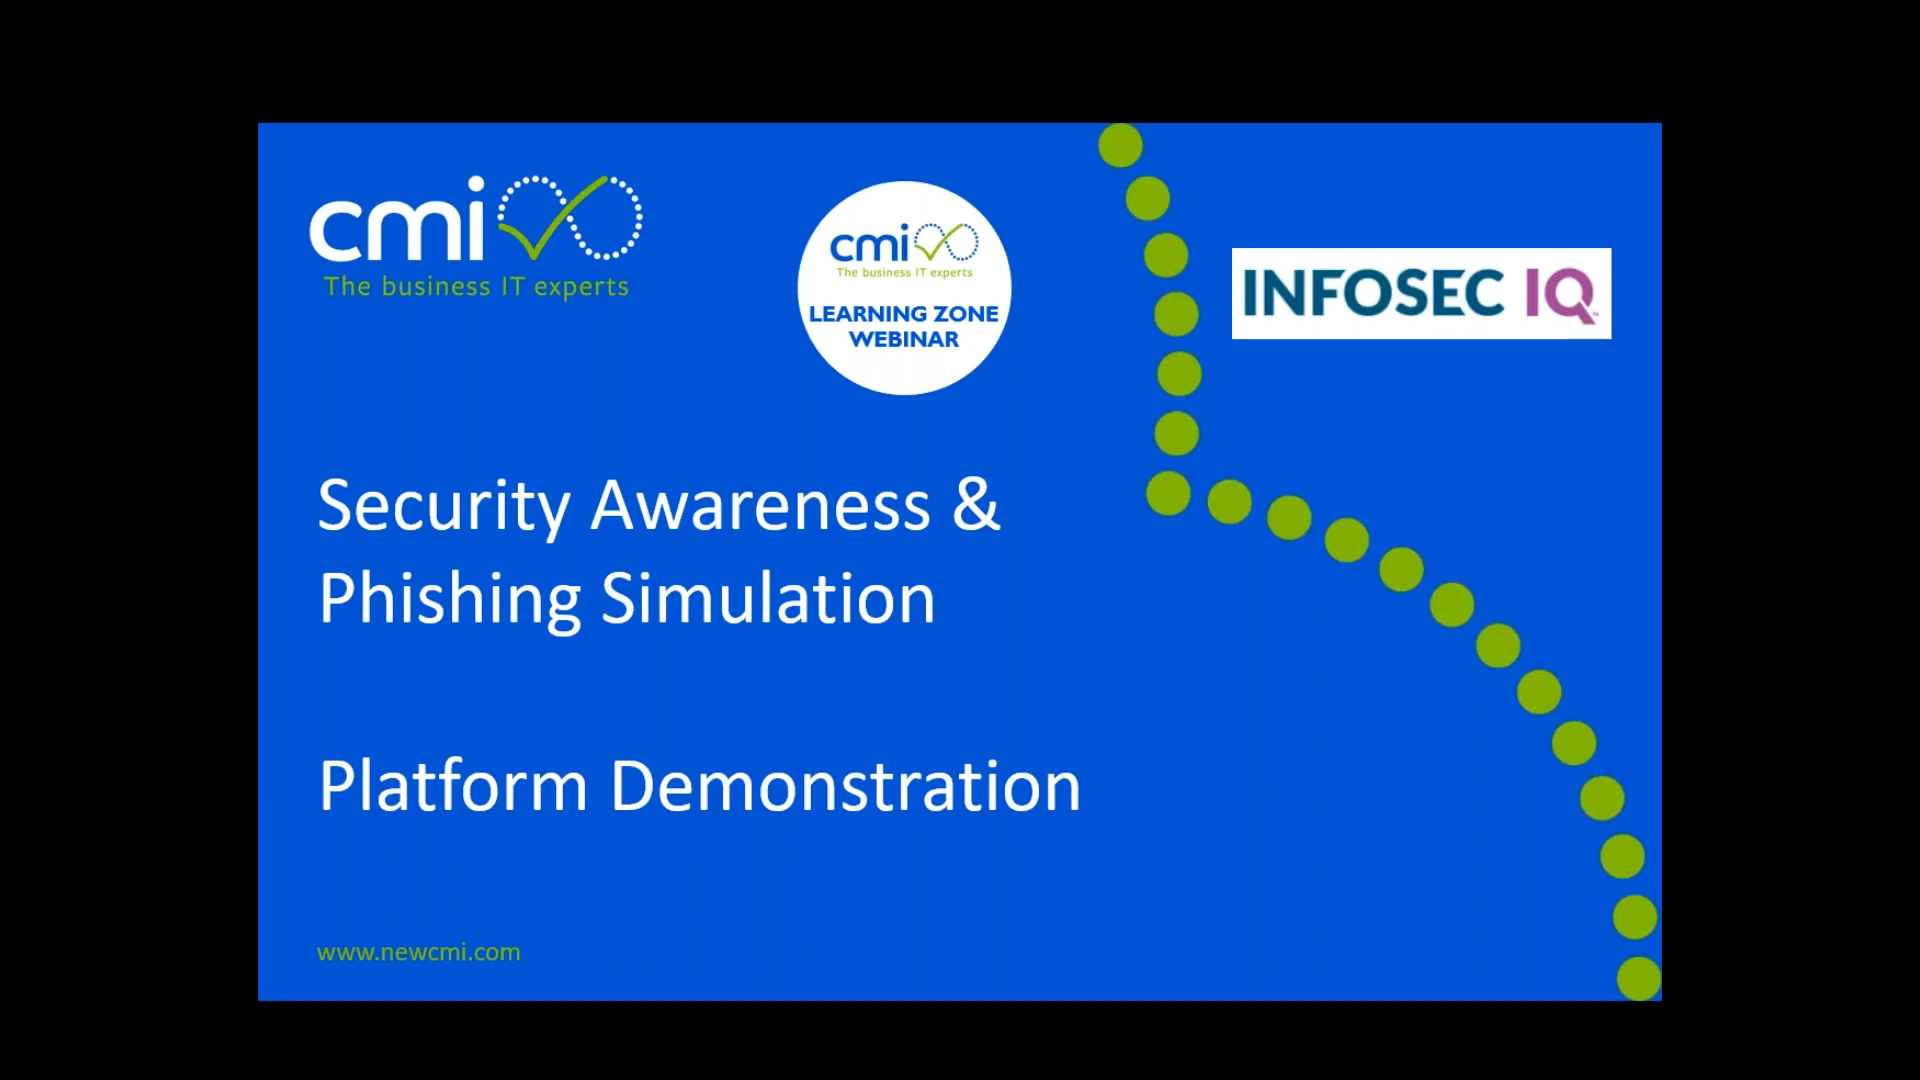 cmi
The business IT experts
cmi
The business IT experts
LEARNING ZONE
WEBINAR
INFOSEC IQ
Security Awareness &
Phishing Simulation
Platform Demonstration
www.newcmi.com